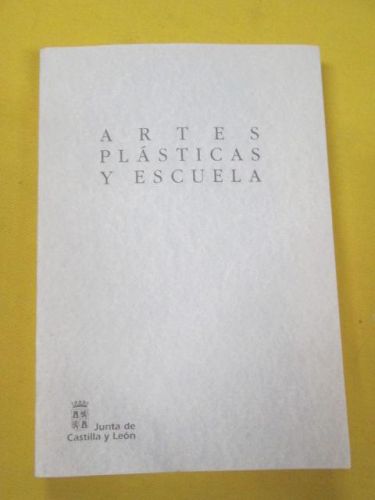 ARTES
PLÁSTICAS
Y ESCUELA
Junta de
Castilla y León